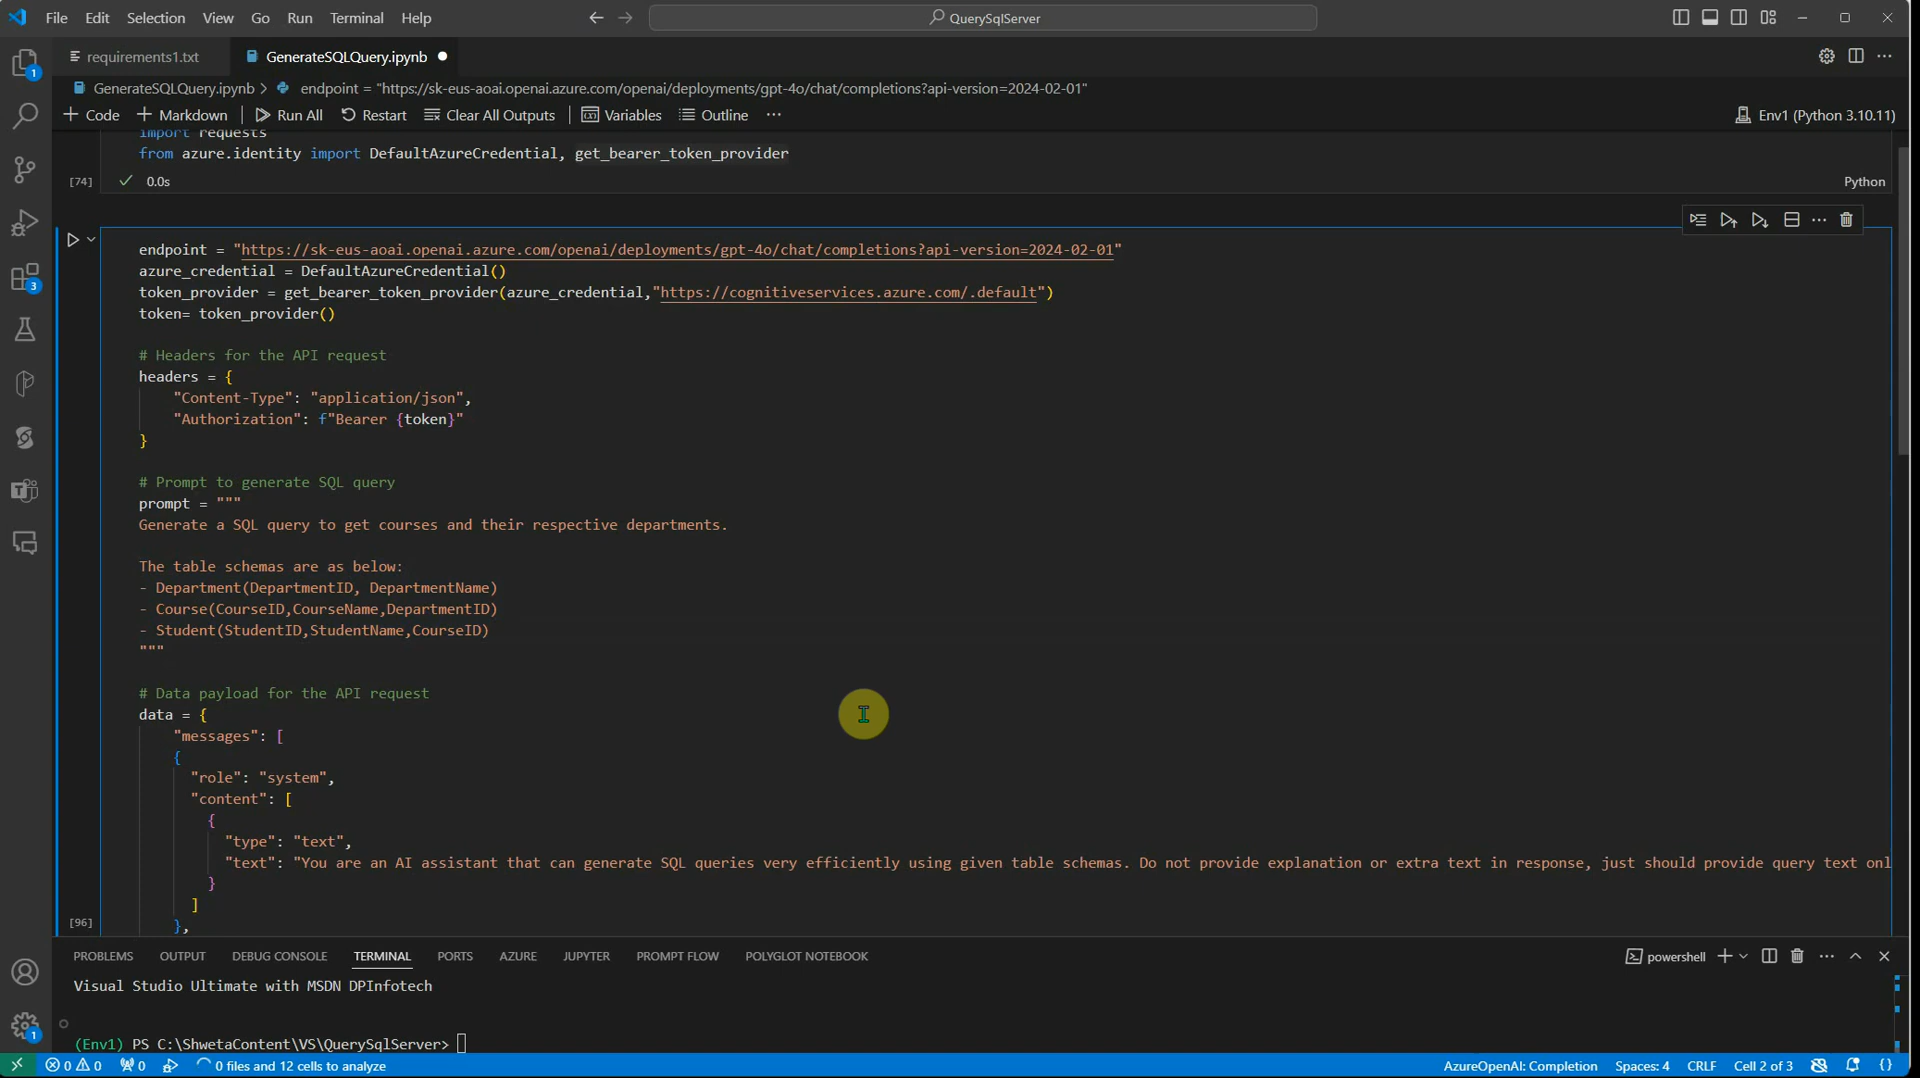 File Edit Selection View Go Run Terminal Help QuerySqlServer
requirements1.txt GenerateSQLQuery.ipynb
GenerateSQLQuery.ipynb > endpoint = "https://sk-eus-aoai.openai.azure.com/openai/deployments/gpt-4o/chat/completions?api-version=2024-02-01"
+ Code + Markdown Run All Restart Clear All Outputs Variables Outline ... Env1 (Python 3.10.11)
import requests
from azure.identity import DefaultAzureCredential, get_bearer_token_provider
[74] 0.0s Python
endpoint = "https://sk-eus-aoai.openai.azure.com/openai/deployments/gpt-4o/chat/completions?api-version=2024-02-01"
azure_credential = DefaultAzureCredential()
token_provider = get_bearer_token_provider(azure_credential,"https://cognitiveservices.azure.com/.default")
token= token_provider()
# Headers for the API request
headers = {
"Content-Type": "application/json",
"Authorization": f"Bearer {token}"
}
# Prompt to generate SQL query
prompt = """
Generate a SQL query to get courses and their respective departments.
The table schemas are as below:
- Department(DepartmentID, DepartmentName)
- Course(CourseID,CourseName,DepartmentID)
- Student(StudentID,StudentName,CourseID)
"""
# Data payload for the API request
data = {
"messages": [
{
"role": "system",
"content": [
{
"type": "text",
"text": "You are an AI assistant that can generate SQL queries very efficiently using given table schemas. Do not provide explanation or extra text in response, just should provide query text onl
}
]
[96]
},
PROBLEMS OUTPUT DEBUG CONSOLE TERMINAL PORTS AZURE JUPYTER PROMPT FLOW POLYGLOT NOTEBOOK powershell
Visual Studio Ultimate with MSDN DPInfotech
(Env1) PS C:\ShwetaContent\VS\QuerySqlServer>
0 0 0 0 files and 12 cells to analyze AzureOpenAI: Completion Spaces: 4 CRLF Cell 2 of 3 {}
1
3
1